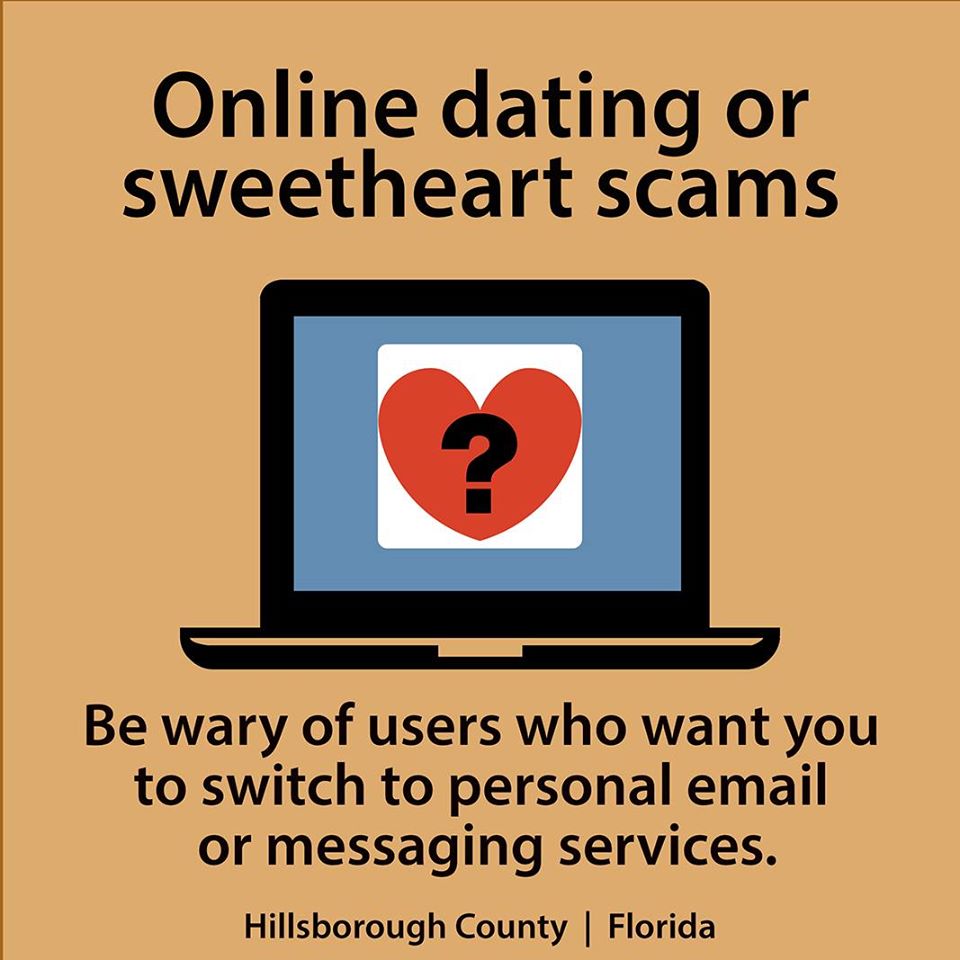 Online dating or
sweetheart scams
?
Be wary of users who want you
to switch to personal email
or messaging services.
Hillsborough County | Florida